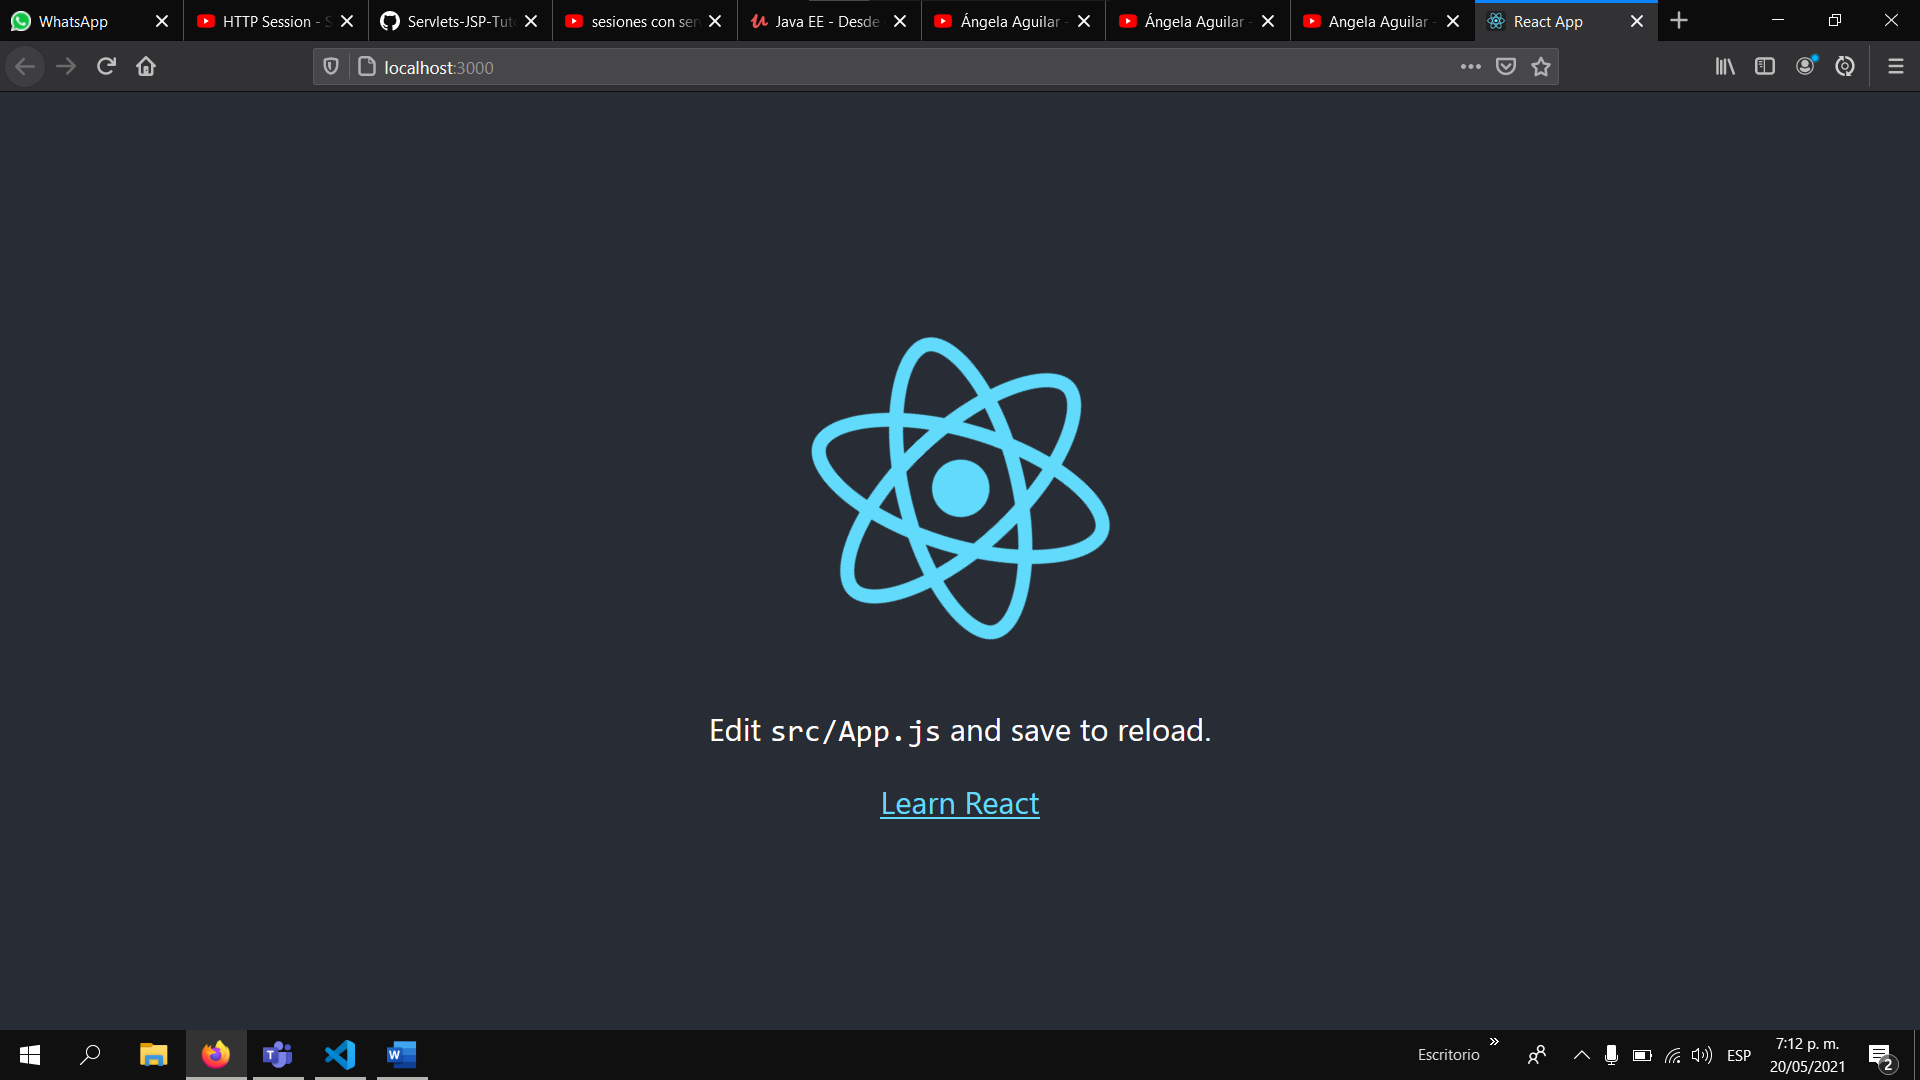 WhatsApp
HTTP Session - S
Servlets-JSP-Tuto
sesiones con serv
Java EE - Desde
Ángela Aguilar -
Ángela Aguilar -
Angela Aguilar -
React App
localhost:3000
Edit src/App.js and save to reload.
Learn React
Escritorio
ESP
7:12 p. m.
20/05/2021
2